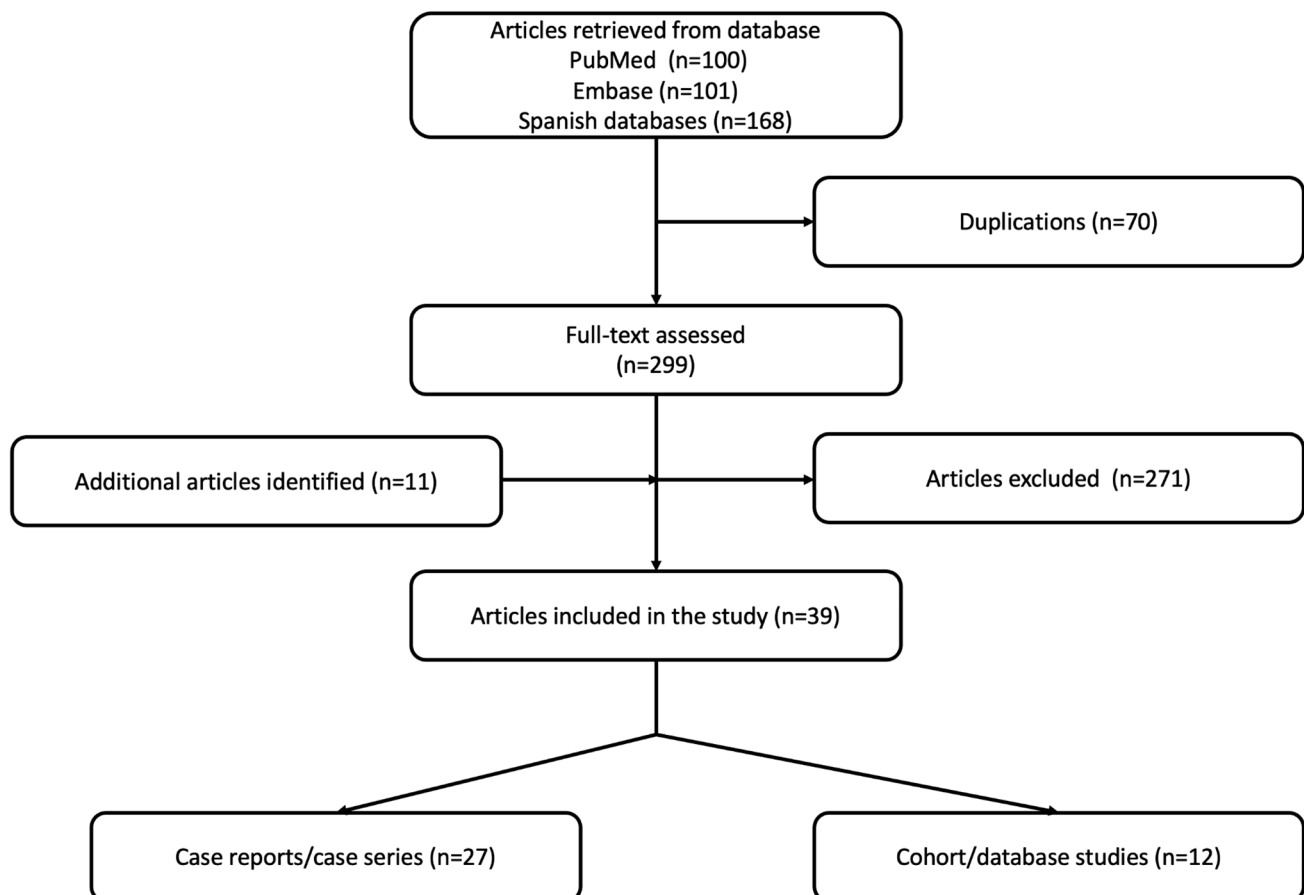 Articles retrieved from database
PubMed (n=100)
Embase (n=101)
Spanish databases (n=168)
Duplications (n=70)
Full-text assessed
(n=299)
Additional articles identified (n=11)
Articles excluded (n=271)
Articles included in the study (n=39)
Case reports/case series (n=27)
Cohort/database studies (n=12)